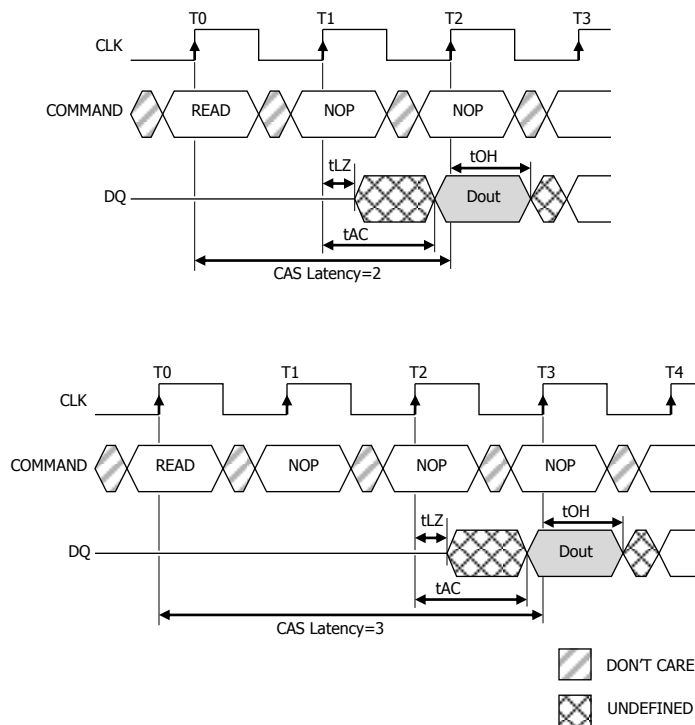 T0 T1 T2 T3
CLK
COMMAND READ NOP NOP
tLZ tOH
DQ Dout
tAC
CAS Latency=2
T0 T1 T2 T3 T4
CLK
COMMAND READ NOP NOP NOP
tLZ tOH
DQ Dout
tAC
CAS Latency=3
DON'T CARE
UNDEFINED